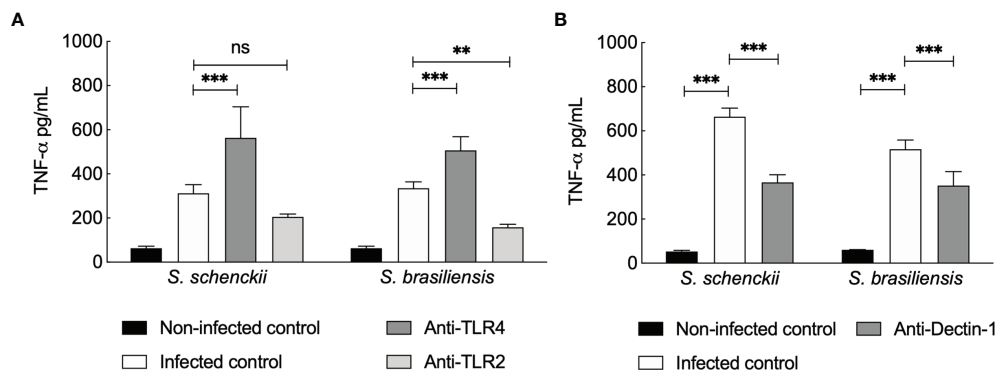 A
TNF-α pg/mL
1000
800
600
400
200
0
ns
***
**
***
S. schenckii
S. brasiliensis
Non-infected control
Infected control
Anti-TLR4
Anti-TLR2
B
TNF-α pg/mL
1000
800
600
400
200
0
***
***
***
***
S. schenckii
S. brasiliensis
Non-infected control
Infected control
Anti-Dectin-1